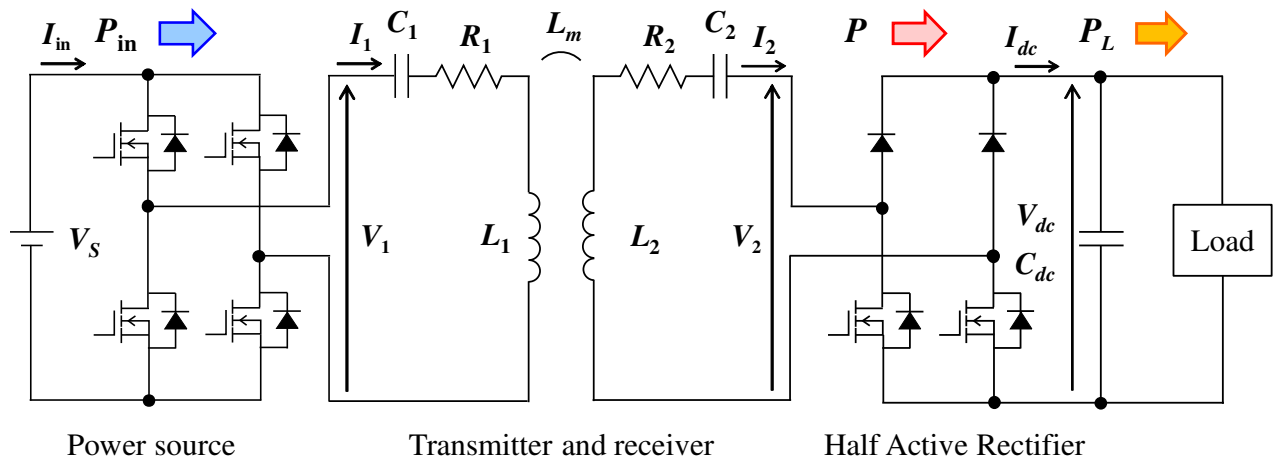 I_in P_in I_1 C_1 R_1 L_m R_2 C_2 I_2 P I_dc P_L
V_S V_1 L_1 L_2 V_2 V_dc Load
C_dc
Power source Transmitter and receiver Half Active Rectifier